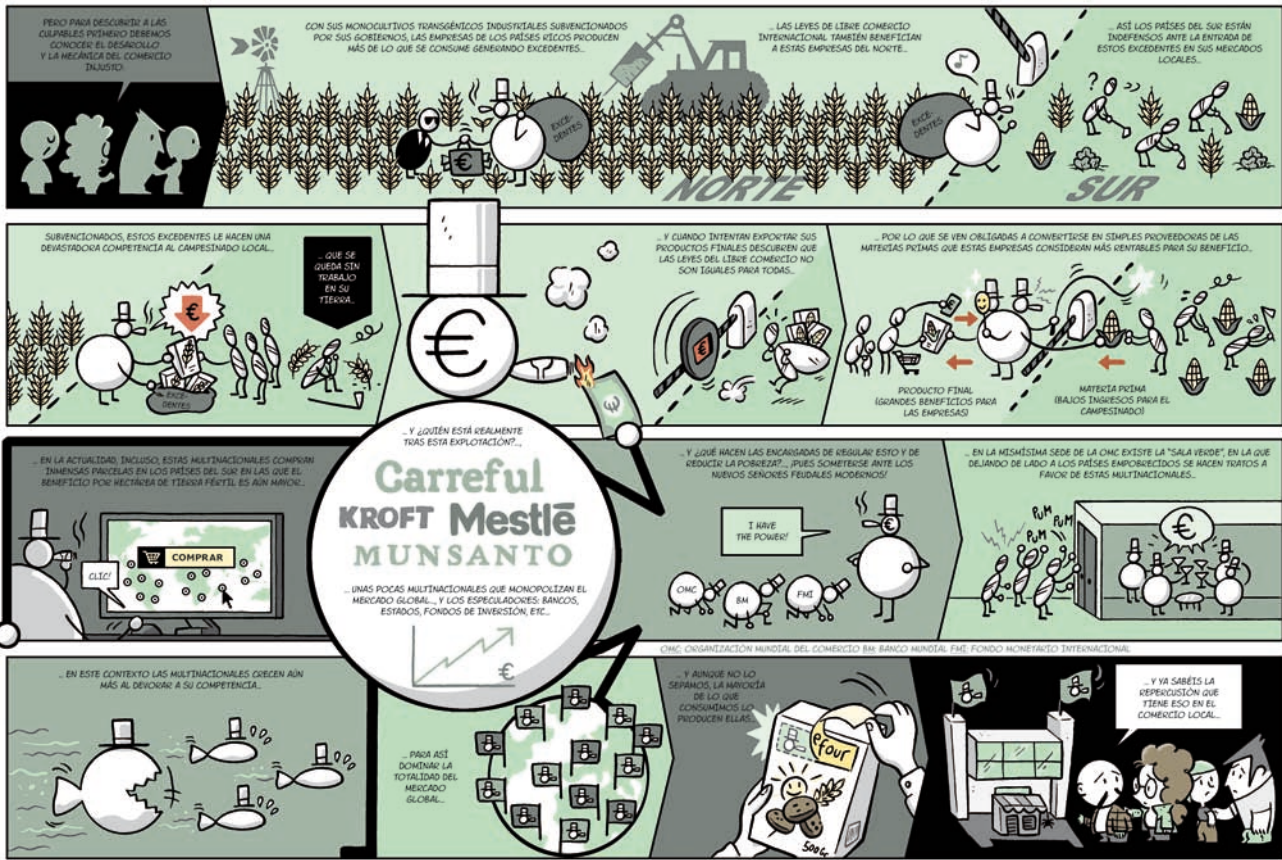 PERO PARA DESCUBRIR A LAS
CULPABLES PRIMERO DEBEMOS
CONOCER EL DESAROLLO
Y LA MECÁNICA DEL COMERCIO
INJUSTO.
CON SUS MONOCULTIVOS TRANSGÉNICOS INDUSTRIALES SUBVENCIONADOS
POR SUS GOBIERNOS, LAS EMPRESAS DE LOS PAÍSES RICOS PRODUCEN
MÁS DE LO QUE SE CONSUME GENERANDO EXCEDENTES...
... LAS LEYES DE LIBRE COMERCIO
INTERNACIONAL TAMBIÉN BENEFICIAN
A ESTAS EMPRESAS DEL NORTE...
... ASÍ LOS PAÍSES DEL SUR ESTÁN
INDEFENSOS ANTE LA ENTRADA DE
ESTOS EXCEDENTES EN SUS MERCADOS
LOCALES...
€
EXCE-
DENTES
EXCE-
DENTES
?
NORTE
SUR
SUBVENCIONADOS, ESTOS EXCEDENTES LE HACEN UNA
DEVASTADORA COMPETENCIA AL CAMPESINADO LOCAL...
... QUE SE
QUEDA SIN
TRABAJO
EN SU
TIERRA...
€
EXCE-
DENTES
€
... Y CUANDO INTENTAN EXPORTAR SUS
PRODUCTOS FINALES DESCUBREN QUE
LAS LEYES DEL LIBRE COMERCIO NO
SON IGUALES PARA TODAS...
€
... POR LO QUE SE VEN OBLIGADAS A CONVERTIRSE EN SIMPLES PROVEEDORAS DE LAS
MATERIAS PRIMAS QUE ESTAS EMPRESAS CONSIDERAN MÁS RENTABLES PARA SU BENEFICIO...
PRODUCTO FINAL
(GRANDES BENEFICIOS PARA
LAS EMPRESAS)
MATERIA PRIMA
(BAJOS INGRESOS PARA EL
CAMPESINADO)
... EN LA ACTUALIDAD, INCLUSO, ESTAS MULTINACIONALES COMPRAN
INMENSAS PARCELAS EN LOS PAÍSES DEL SUR EN LAS QUE EL
BENEFICIO POR HECTÁREA DE TIERRA FÉRTIL ES AÚN MAYOR...
COMPRAR
CLIC!
... Y ¿QUIÉN ESTÁ REALMENTE
TRAS ESTA EXPLOTACIÓN?...,
Carreful
KROFT Mestlē
MUNSANTO
... UNAS POCAS MULTINACIONALES QUE MONOPOLIZAN EL
MERCADO GLOBAL..., Y LOS ESPECULADORES: BANCOS,
ESTADOS, FONDOS DE INVERSIÓN, ETC...
€
... Y ¿QUÉ HACEN LAS ENCARGADAS DE REGULAR ESTO Y DE
REDUCIR LA POBREZA?..., ¡PUES SOMETERSE ANTE LOS
NUEVOS SEÑORES FEUDALES MODERNOS!
I HAVE
THE POWER!
€
OMC
BM
FMI
... EN LA MISMÍSIMA SEDE DE LA OMC EXISTE LA "SALA VERDE", EN LA QUE
DEJANDO DE LADO A LOS PAÍSES EMPOBRECIDOS SE HACEN TRATOS A
FAVOR DE ESTAS MULTINACIONALES...
PUM
PUM
PUM
€
OMC: ORGANIZACIÓN MUNDIAL DEL COMERCIO BM: BANCO MUNDIAL FMI: FONDO MONETARIO INTERNACIONAL
... EN ESTE CONTEXTO LAS MULTINACIONALES CRECEN AÚN
MÁS AL DEVORAR A SU COMPETENCIA...
... PARA ASÍ
DOMINAR LA
TOTALIDAD DEL
MERCADO
GLOBAL...
... Y AUNQUE NO LO
SEPAMOS, LA MAYORÍA
DE LO QUE
CONSUMIMOS LO
PRODUCEN ELLAS...
efour
500Gr
... Y YA SABÉIS LA
REPERCUSIÓN QUE
TIENE ESO EN EL
COMERCIO LOCAL...